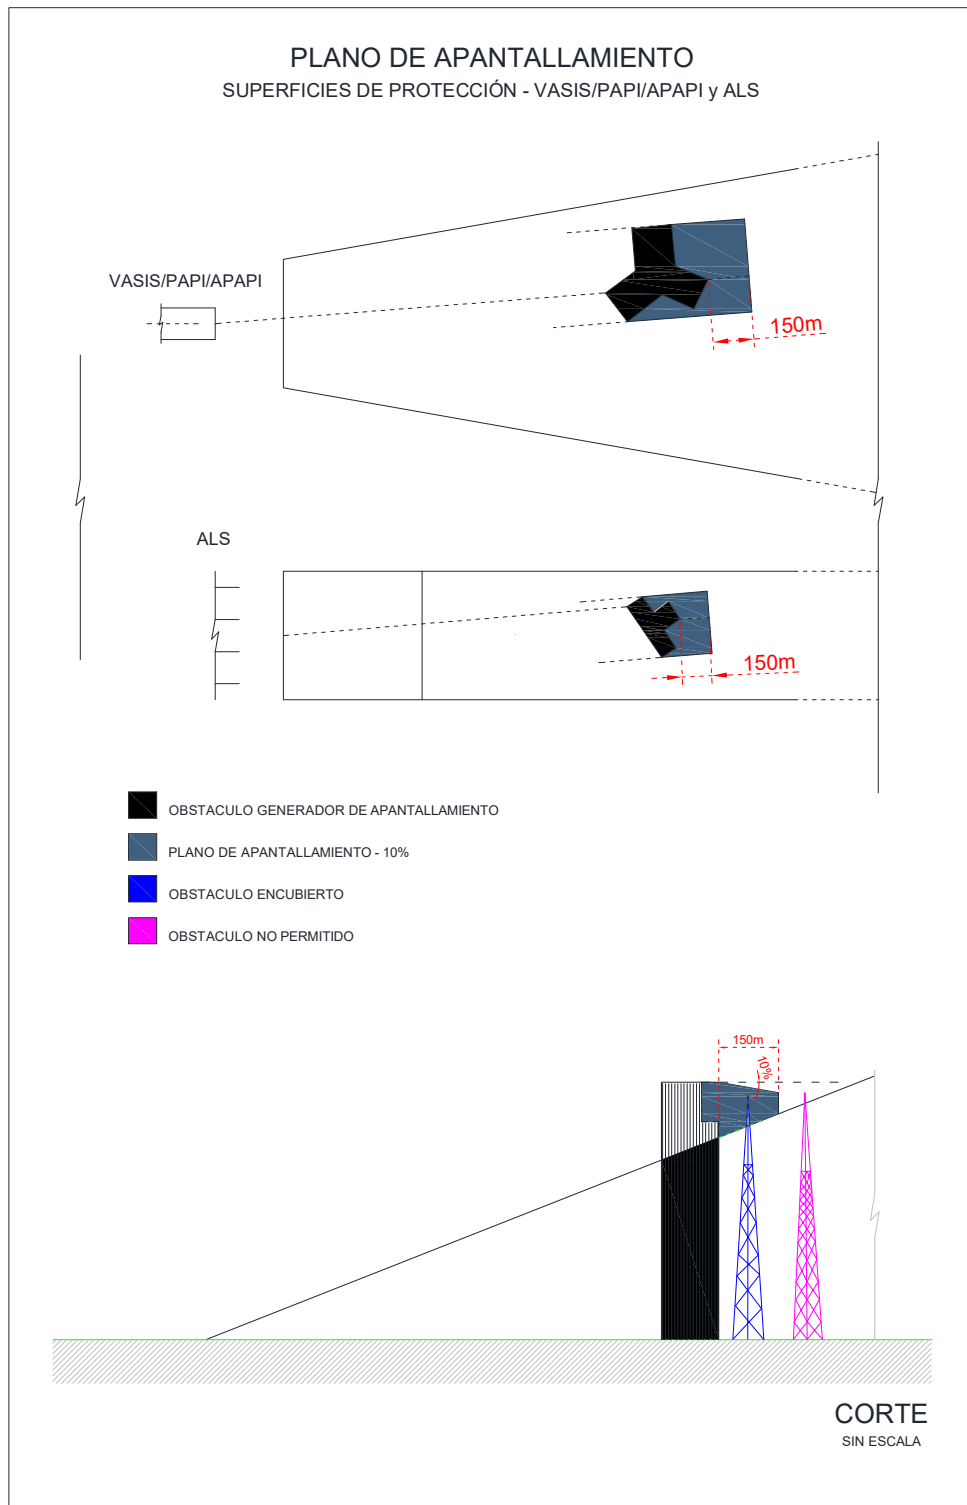 PLANO DE APANTALLAMIENTO
SUPERFICIES DE PROTECCIÓN - VASIS/PAPI/APAPI y ALS
VASIS/PAPI/APAPI
150m
ALS
150m
OBSTACULO GENERADOR DE APANTALLAMIENTO
PLANO DE APANTALLAMIENTO - 10%
OBSTACULO ENCUBIERTO
OBSTACULO NO PERMITIDO
150m
10%
CORTE
SIN ESCALA